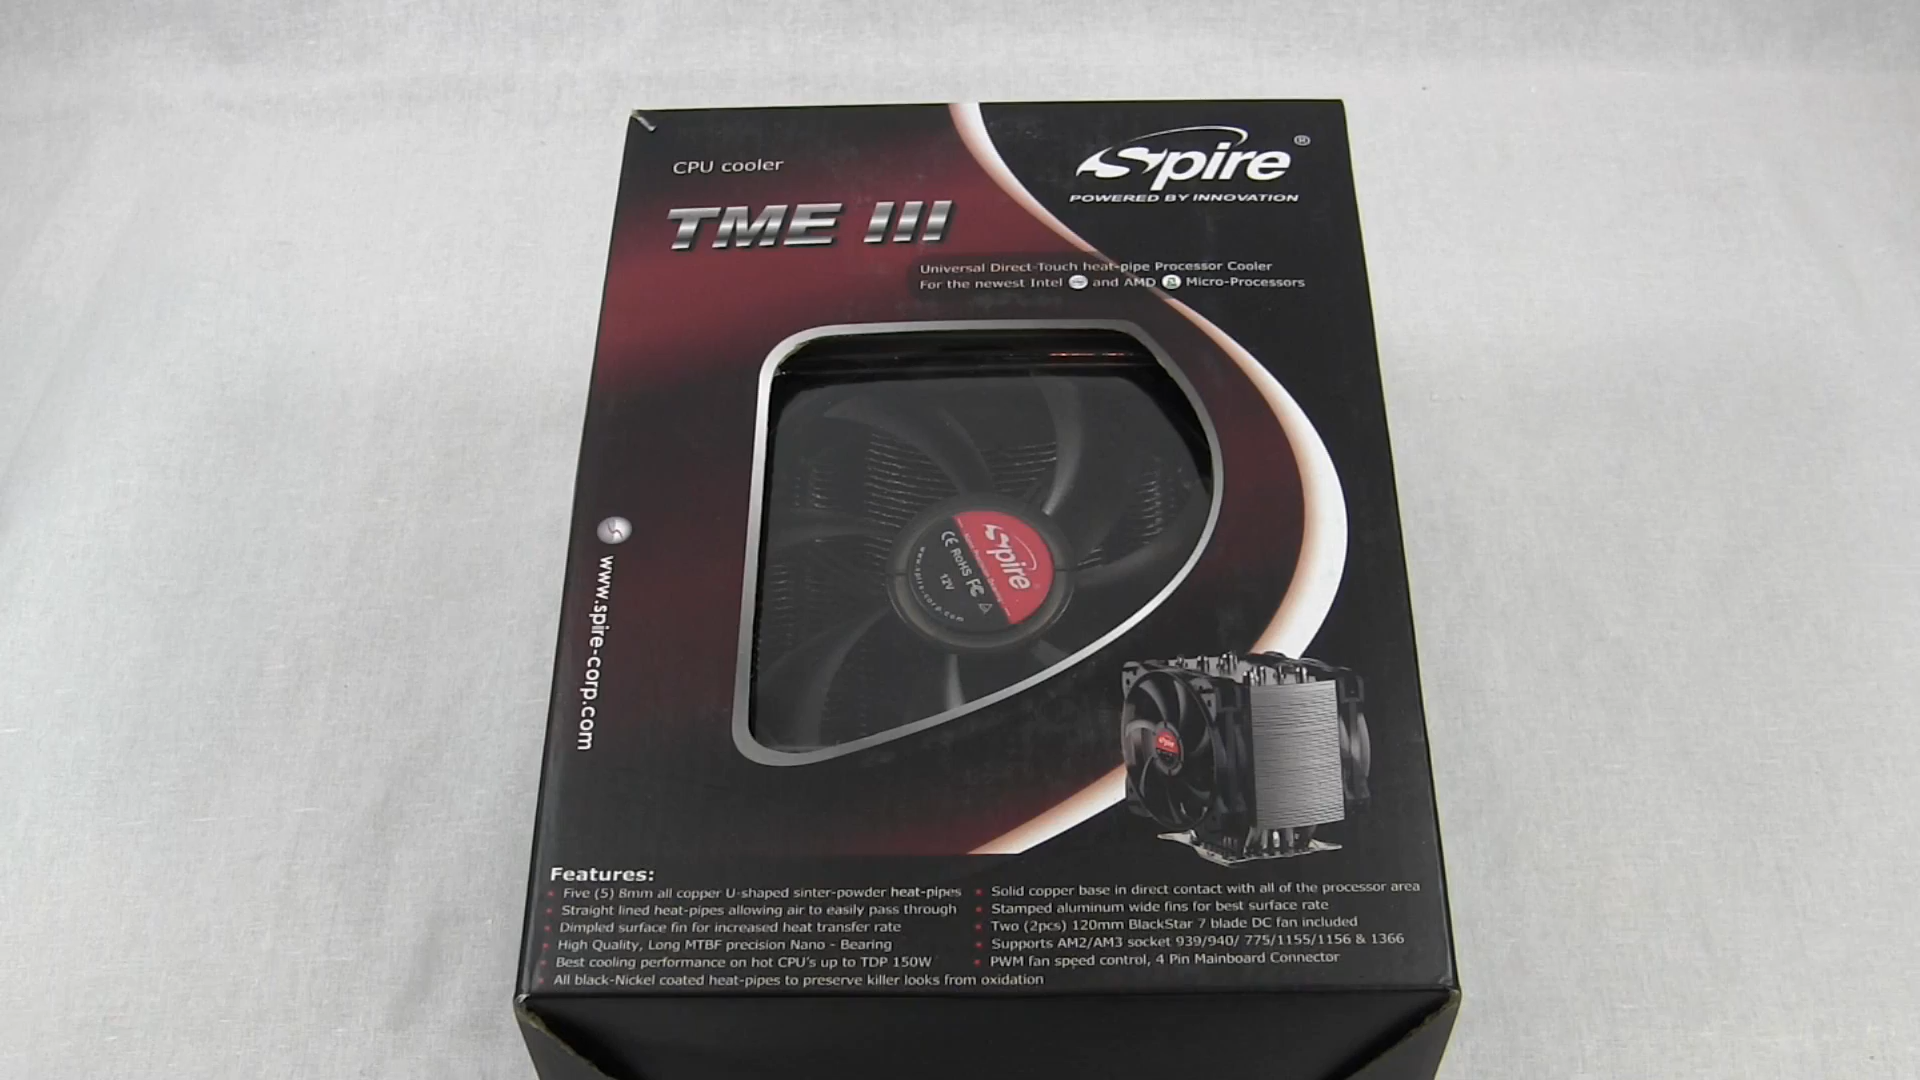 CPU cooler
Spire®
POWERED BY INNOVATION
TME III
Universal Direct-Touch heat-pipe Processor Cooler
For the newest Intel and AMD Micro-Processors
Spire
CE RoHS FC
12V
www.spire-corp.com
www.spire-corp.com
Spire
Features:
Five (5) 8mm all copper U-shaped sinter-powder heat-pipes
Straight lined heat-pipes allowing air to easily pass through
Dimpled surface fin for increased heat transfer rate
High Quality, Long MTBF precision Nano - Bearing
Best cooling performance on hot CPU's up to TDP 150W
All black-Nickel coated heat-pipes to preserve killer looks from oxidation
Solid copper base in direct contact with all of the processor area
Stamped aluminum wide fins for best surface rate
Two (2pcs) 120mm BlackStar 7 blade DC fan included
Supports AM2/AM3 socket 939/940/ 775/1155/1156 & 1366
PWM fan speed control, 4 Pin Mainboard Connector